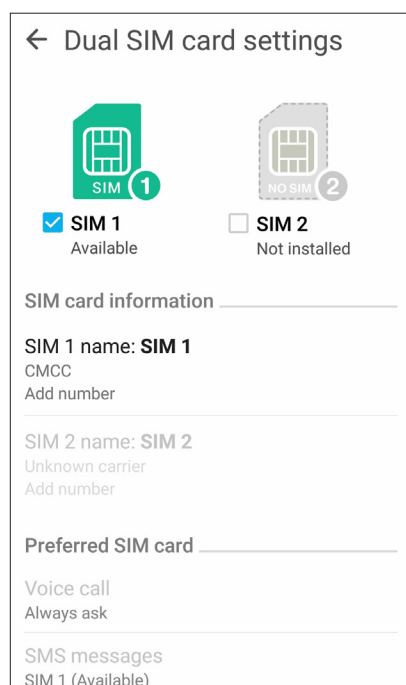 Dual SIM card settings
SIM 1
NO SIM 2
SIM 1
Available
SIM 2
Not installed
SIM card information
SIM 1 name: SIM 1
CMCC
Add number
SIM 2 name: SIM 2
Unknown carrier
Add number
Preferred SIM card
Voice call
Always ask
SMS messages
SIM 1 (Available)